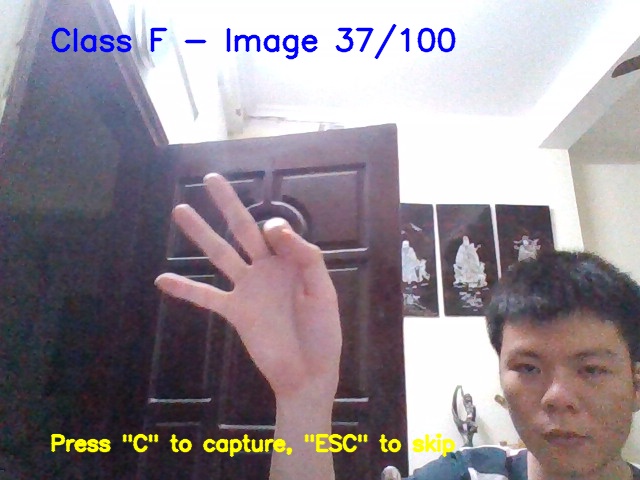 Class F - Image 37/100
Press "C" to capture, "ESC" to skip